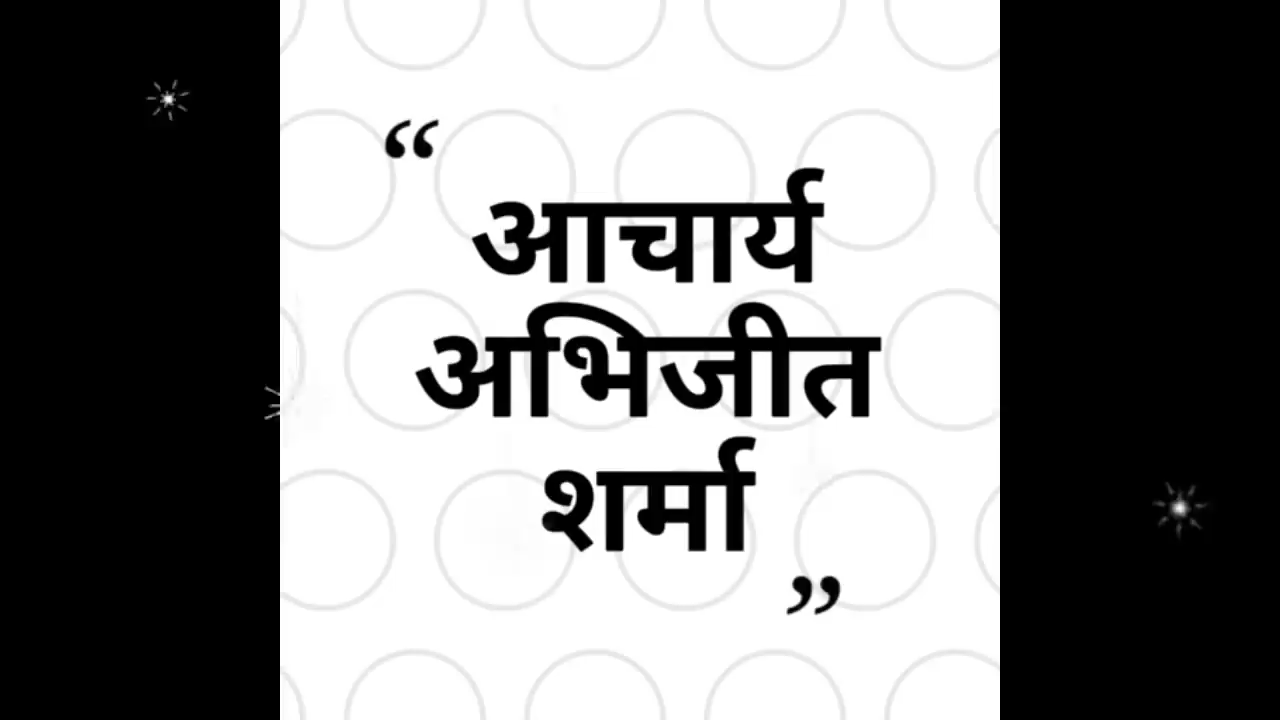 “
आचार्य
अभिजीत
शर्मा
”